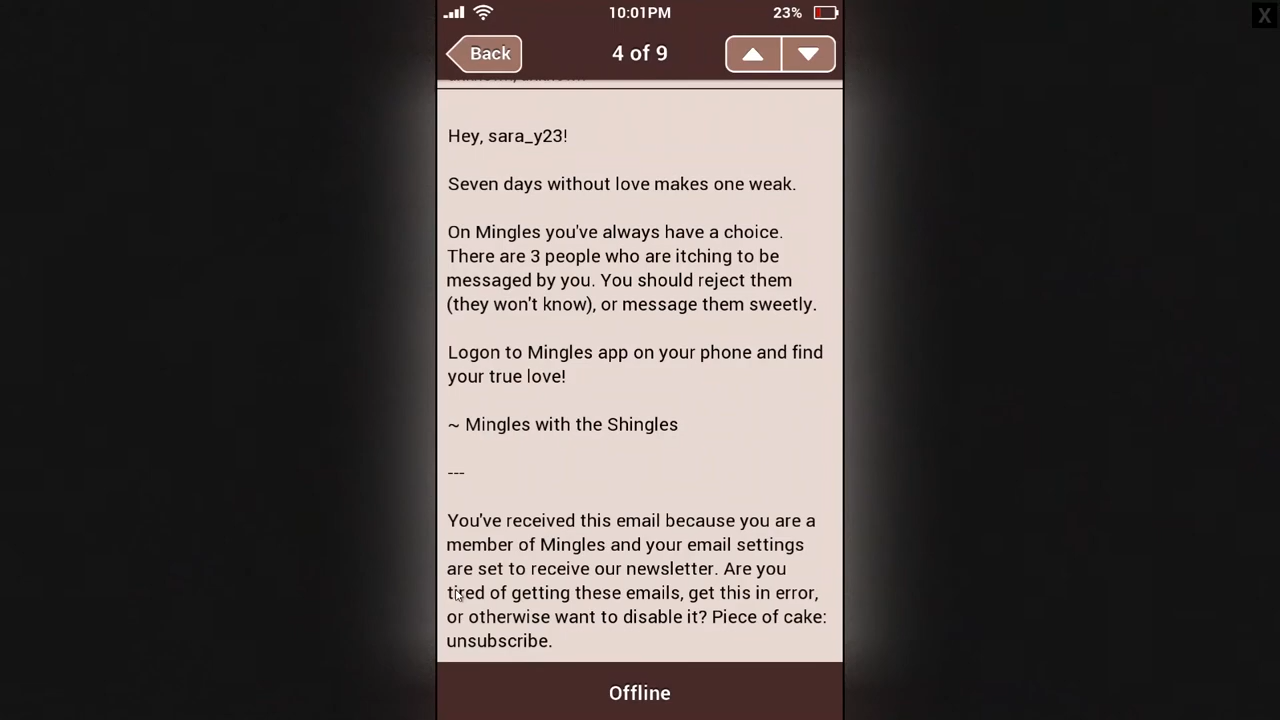 10:01PM
23%
X
Back
4 of 9
Hey, sara_y23!
Seven days without love makes one weak.
On Mingles you've always have a choice.
There are 3 people who are itching to be
messaged by you. You should reject them
(they won't know), or message them sweetly.
Logon to Mingles app on your phone and find
your true love!
~ Mingles with the Shingles
---
You've received this email because you are a
member of Mingles and your email settings
are set to receive our newsletter. Are you
tired of getting these emails, get this in error,
or otherwise want to disable it? Piece of cake:
unsubscribe.
Offline